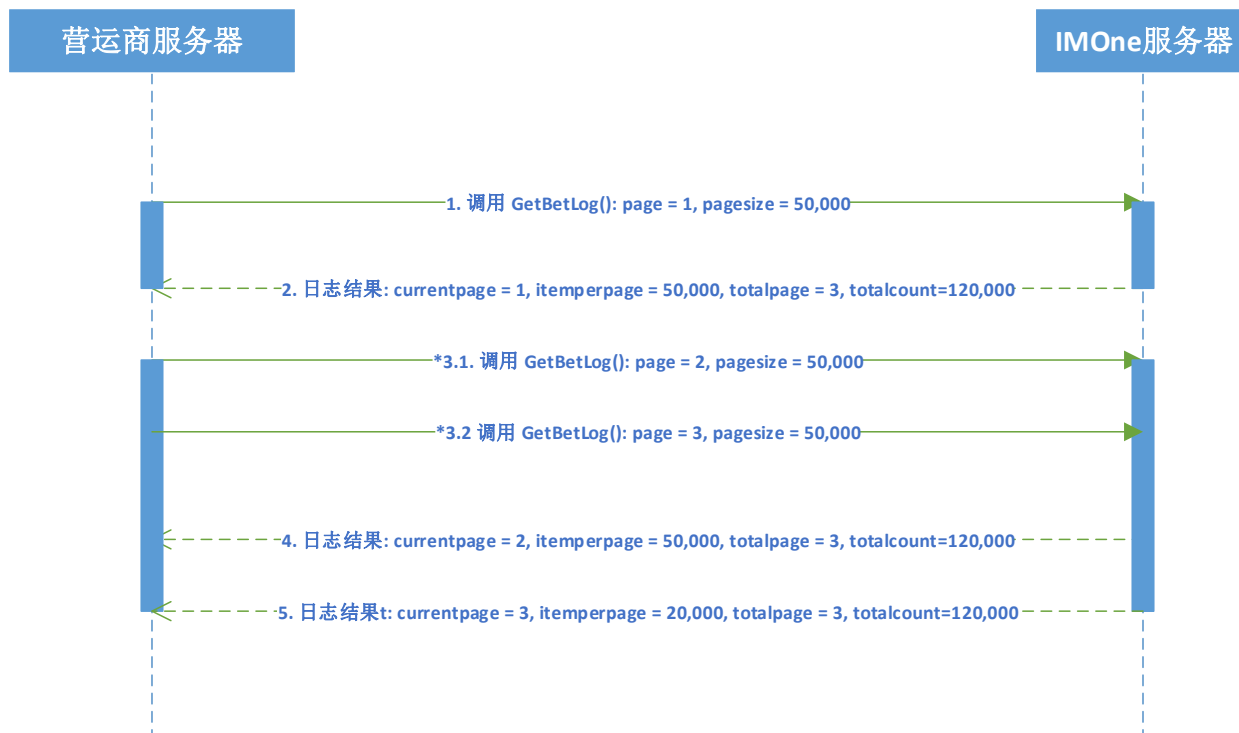 营运商服务器
IMOne服务器
1. 调用 GetBetLog(): page = 1, pagesize = 50,000
2. 日志结果: currentpage = 1, itemperpage = 50,000, totalpage = 3, totalcount=120,000
*3.1. 调用 GetBetLog(): page = 2, pagesize = 50,000
*3.2 调用 GetBetLog(): page = 3, pagesize = 50,000
4. 日志结果: currentpage = 2, itemperpage = 50,000, totalpage = 3, totalcount=120,000
5. 日志结果t: currentpage = 3, itemperpage = 20,000, totalpage = 3, totalcount=120,000